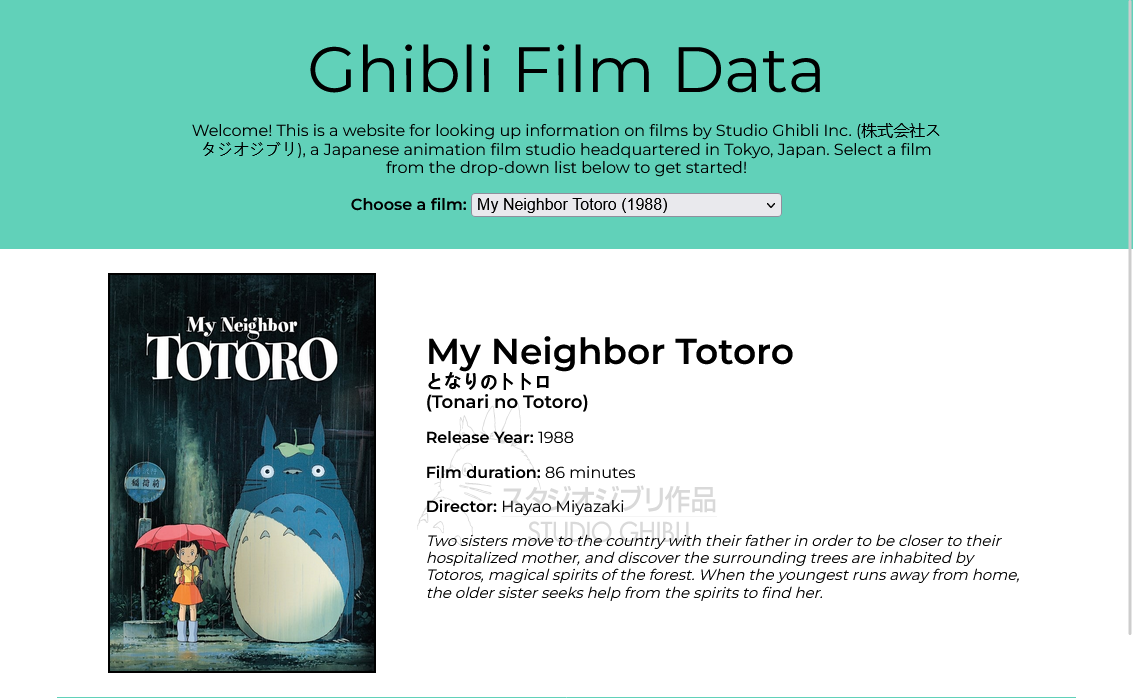 Ghibli Film Data
Welcome! This is a website for looking up information on films by Studio Ghibli Inc. (株式会社ス
タジオジブリ), a Japanese animation film studio headquartered in Tokyo, Japan. Select a film
from the drop-down list below to get started!
Choose a film: My Neighbor Totoro (1988)
My Neighbor
TOTORO
稲荷前
My Neighbor Totoro
となりのトトロ
(Tonari no Totoro)
Release Year: 1988
Film duration: 86 minutes
スタジオジブリ作品
Director: Hayao Miyazaki
STUDIO GHIBLI
Two sisters move to the country with their father in order to be closer to their
hospitalized mother, and discover the surrounding trees are inhabited by
Totoros, magical spirits of the forest. When the youngest runs away from home,
the older sister seeks help from the spirits to find her.